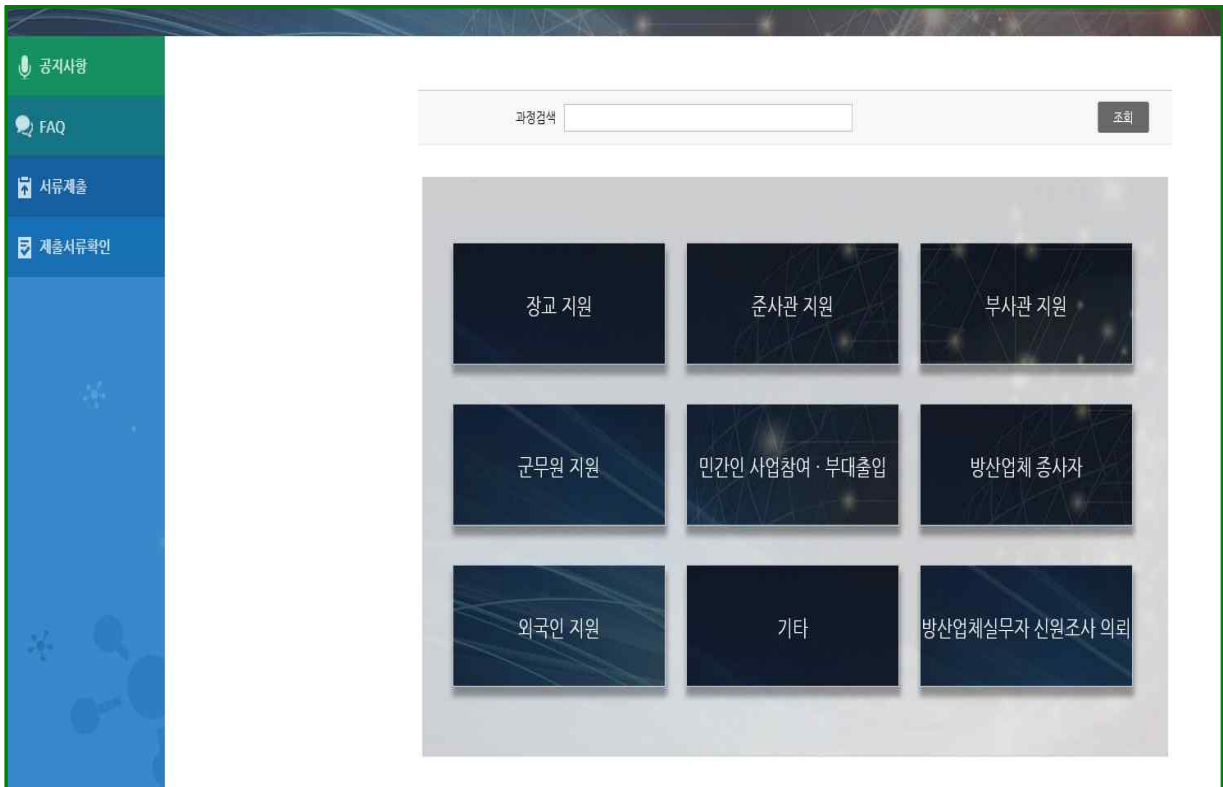 공지사항
FAQ
서류제출
제출서류확인
과정검색
조회
장교 지원
준사관 지원
부사관 지원
군무원 지원
민간인 사업참여 · 부대출입
방산업체 종사자
외국인 지원
기타
방산업체실무자 신원조사 의뢰